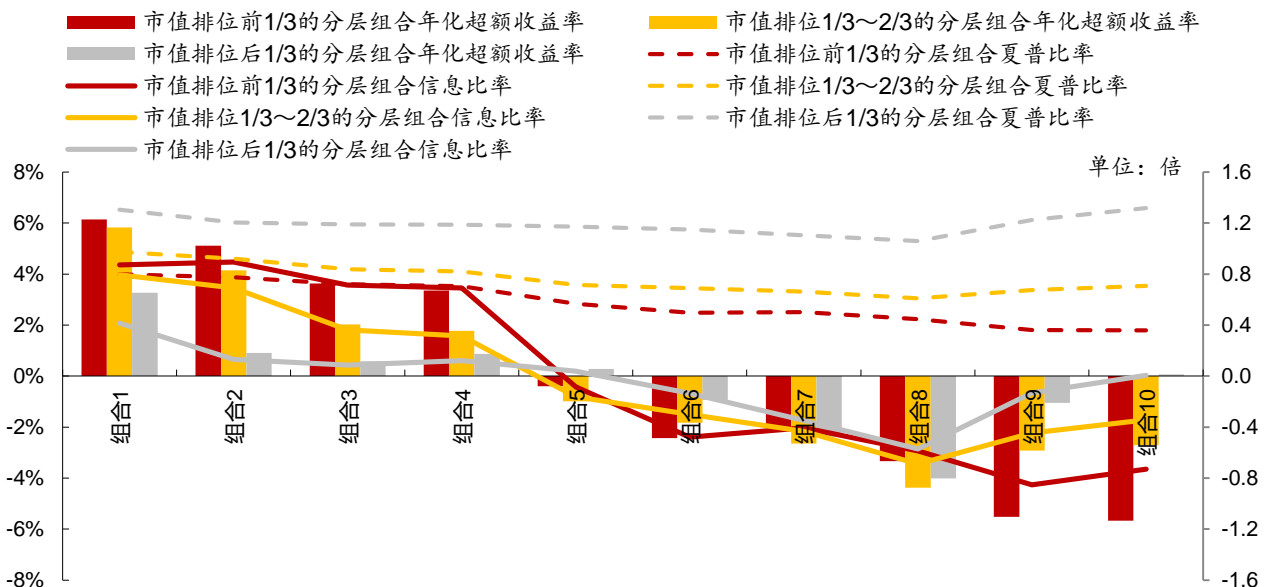 市值排位前1/3的分层组合年化超额收益率 市值排位1/3～2/3的分层组合年化超额收益率
市值排位后1/3的分层组合年化超额收益率 市值排位前1/3的分层组合夏普比率
市值排位前1/3的分层组合信息比率 市值排位1/3～2/3的分层组合夏普比率
市值排位1/3～2/3的分层组合信息比率 市值排位后1/3的分层组合夏普比率
市值排位后1/3的分层组合信息比率
单位：倍
8% 1.6
6% 1.2
4% 0.8
2% 0.4
0% 0.0
-2% -0.4
-4% -0.8
-6% -1.2
-8% -1.6
组合1
组合2
组合3
组合4
组合5
组合6
组合7
组合8
组合9
组合10